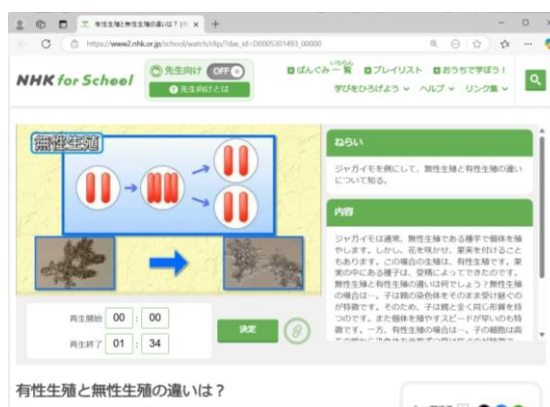 有性生殖と無性生殖の違いは？ | N
https://www2.nhk.or.jp/school/watch/clip/?das_id=D0005301493_00000
NHK for School
先生向け OFF
先生向けとは
ばんぐみ一覧
いちらん
プレイリスト
おうちで学ぼう！
学びをひろげよう
ヘルプ
リンク集
無性生殖
ねらい
ジャガイモを例にして、無性生殖と有性生殖の違い
について知る。
内容
ジャガイモは通常、無性生殖である種芋で個体を殖
やします。しかし、花を咲かせ、果実を付けること
もあります。この場合の生殖は、有性生殖です。果
実の中にある種子は、受精によってできたのです。
無性生殖と有性生殖の違いは何でしょう？無性生殖
の場合は…。子は親の染色体をそのまま受け継ぐの
が特徴です。そのため、子は親と全く同じ形質を持
つのです。また個体を殖やすスピードが早いのも特
徴です。一方、有性生殖の場合は…。子の細胞は両
再生開始 00 : 00
再生終了 01 : 34
決定
有性生殖と無性生殖の違いは？